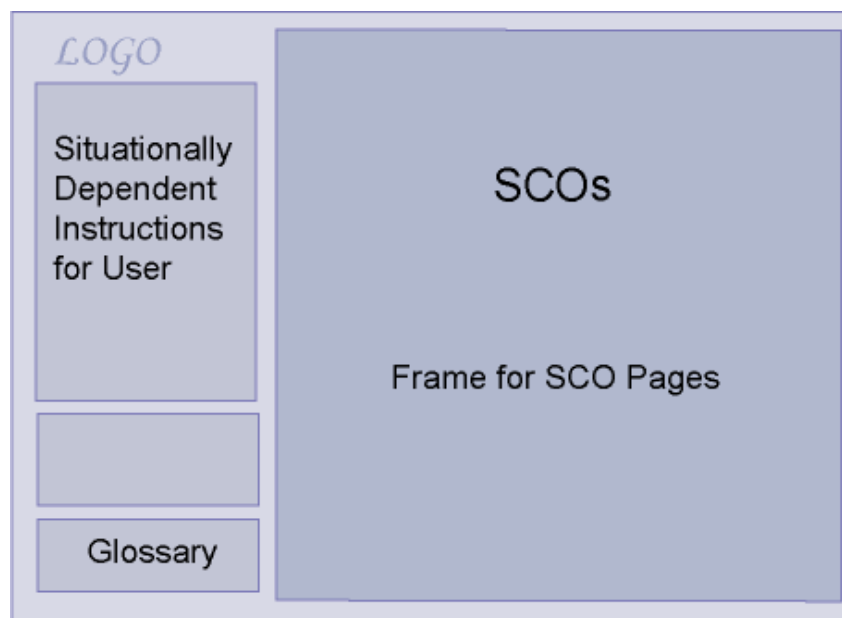 LOGO
Situationally
Dependent
Instructions
for User
SCOs
Frame for SCO Pages
Glossary